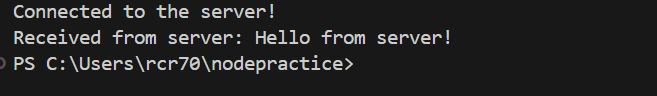 Connected to the server!
Received from server: Hello from server!
PS C:\Users\rcr70\nodepractice>